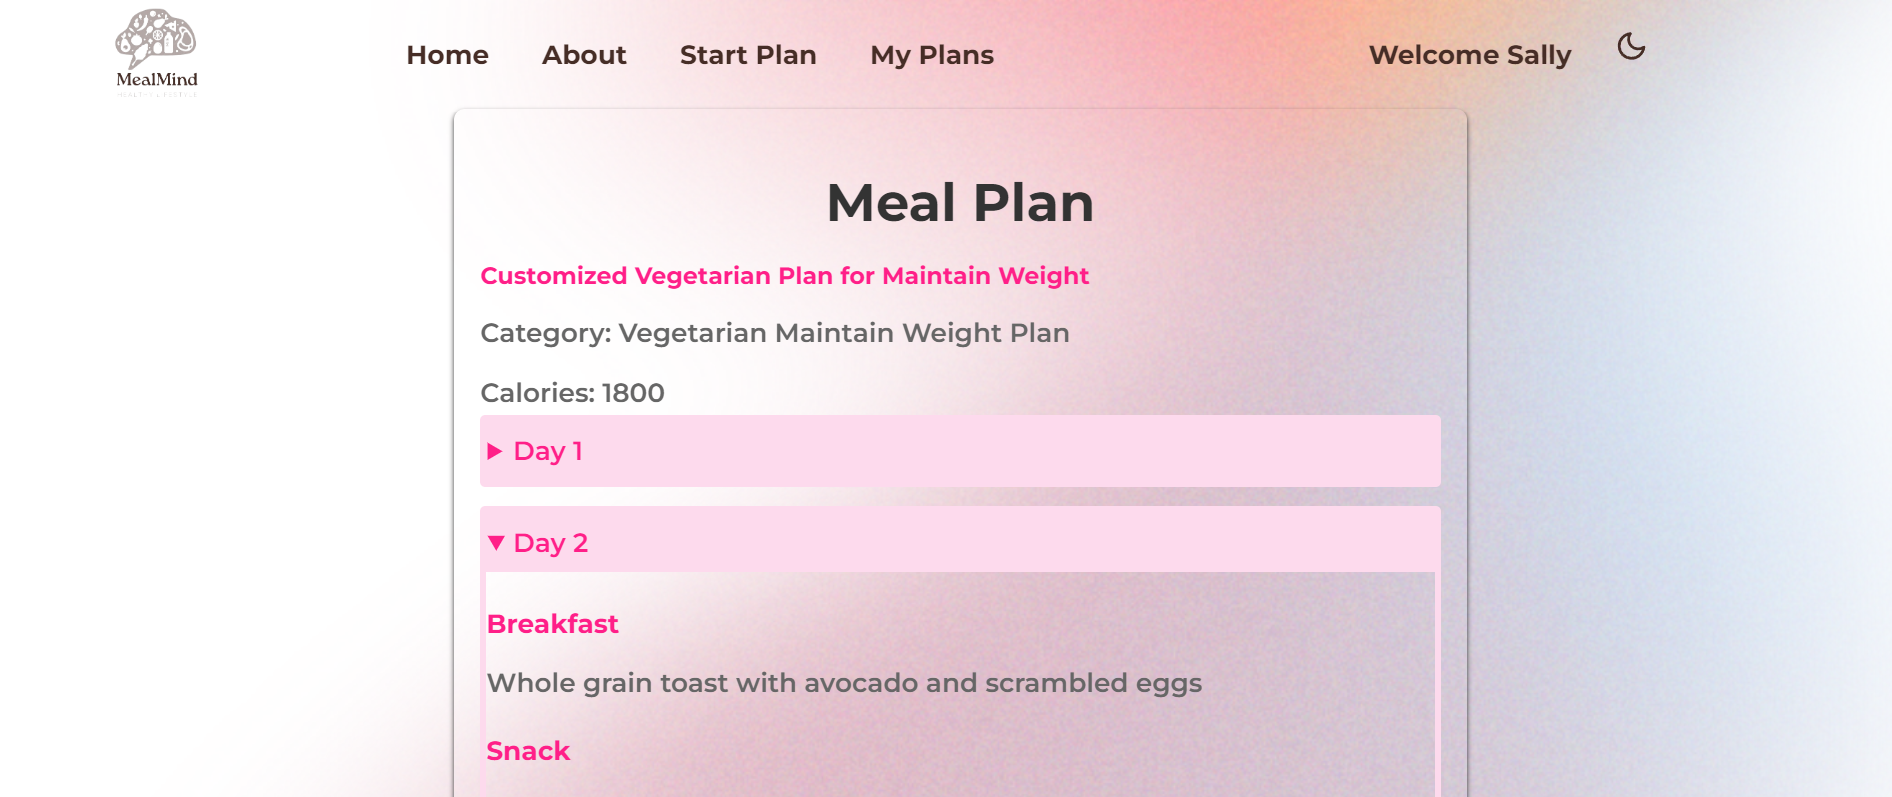 MealMind
Home About Start Plan My Plans Welcome Sally
Meal Plan
Customized Vegetarian Plan for Maintain Weight
Category: Vegetarian Maintain Weight Plan
Calories: 1800
Day 1
Day 2
Breakfast
Whole grain toast with avocado and scrambled eggs
Snack